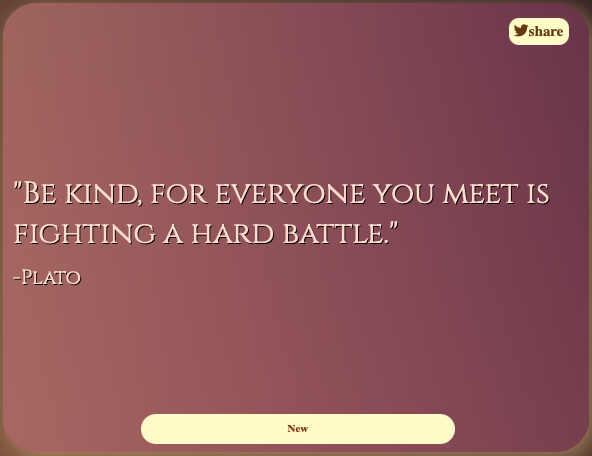 share
"Be kind, for everyone you meet is
fighting a hard battle."
-Plato
New